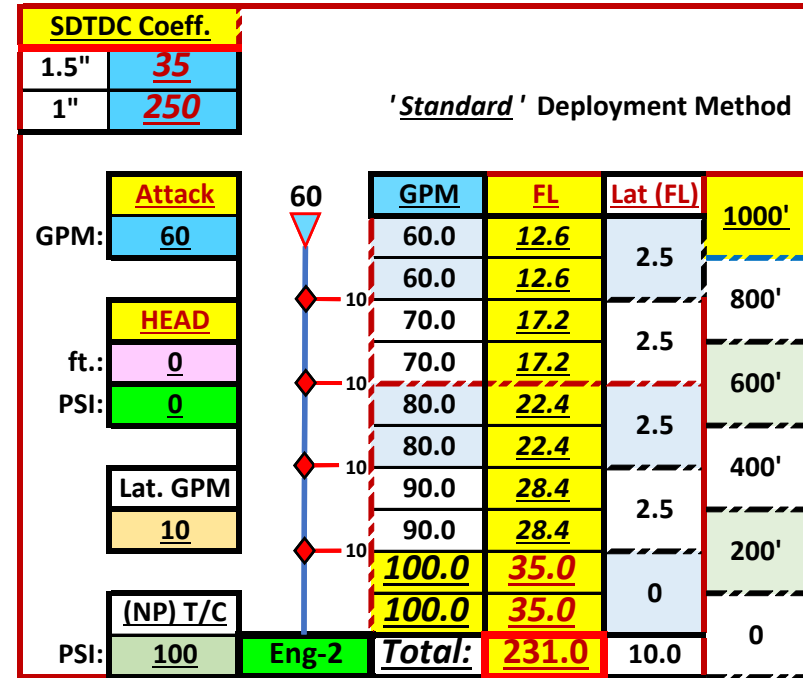 SDTDC Coeff.
1.5" 35
1" 250
'Standard' Deployment Method
Attack 60 GPM FL Lat (FL) 1000'
GPM: 60 60.0 12.6 2.5
60.0 12.6
10 800'
HEAD 70.0 17.2 2.5
ft.: 0 70.0 17.2
10 600'
PSI: 0 80.0 22.4 2.5
80.0 22.4
10 400'
Lat. GPM 90.0 28.4 2.5
10 90.0 28.4
10 200'
100.0 35.0 0
(NP) T/C 100.0 35.0
PSI: 100 Eng-2 Total: 231.0 10.0 0